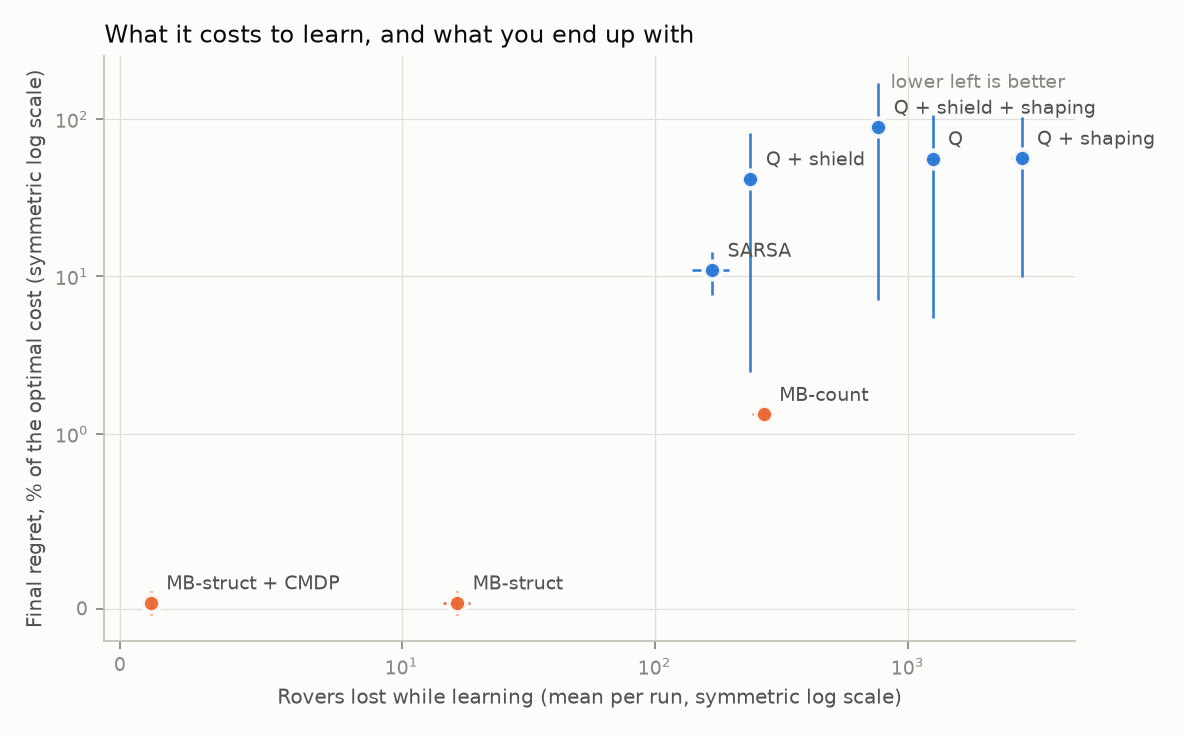 What it costs to learn, and what you end up with
lower left is better
Q + shield + shaping
Q
Q + shaping
Q + shield
SARSA
MB-count
MB-struct + CMDP
MB-struct
10²
10¹
10⁰
0
Final regret, % of the optimal cost (symmetric log scale)
0
10¹
10²
10³
Rovers lost while learning (mean per run, symmetric log scale)